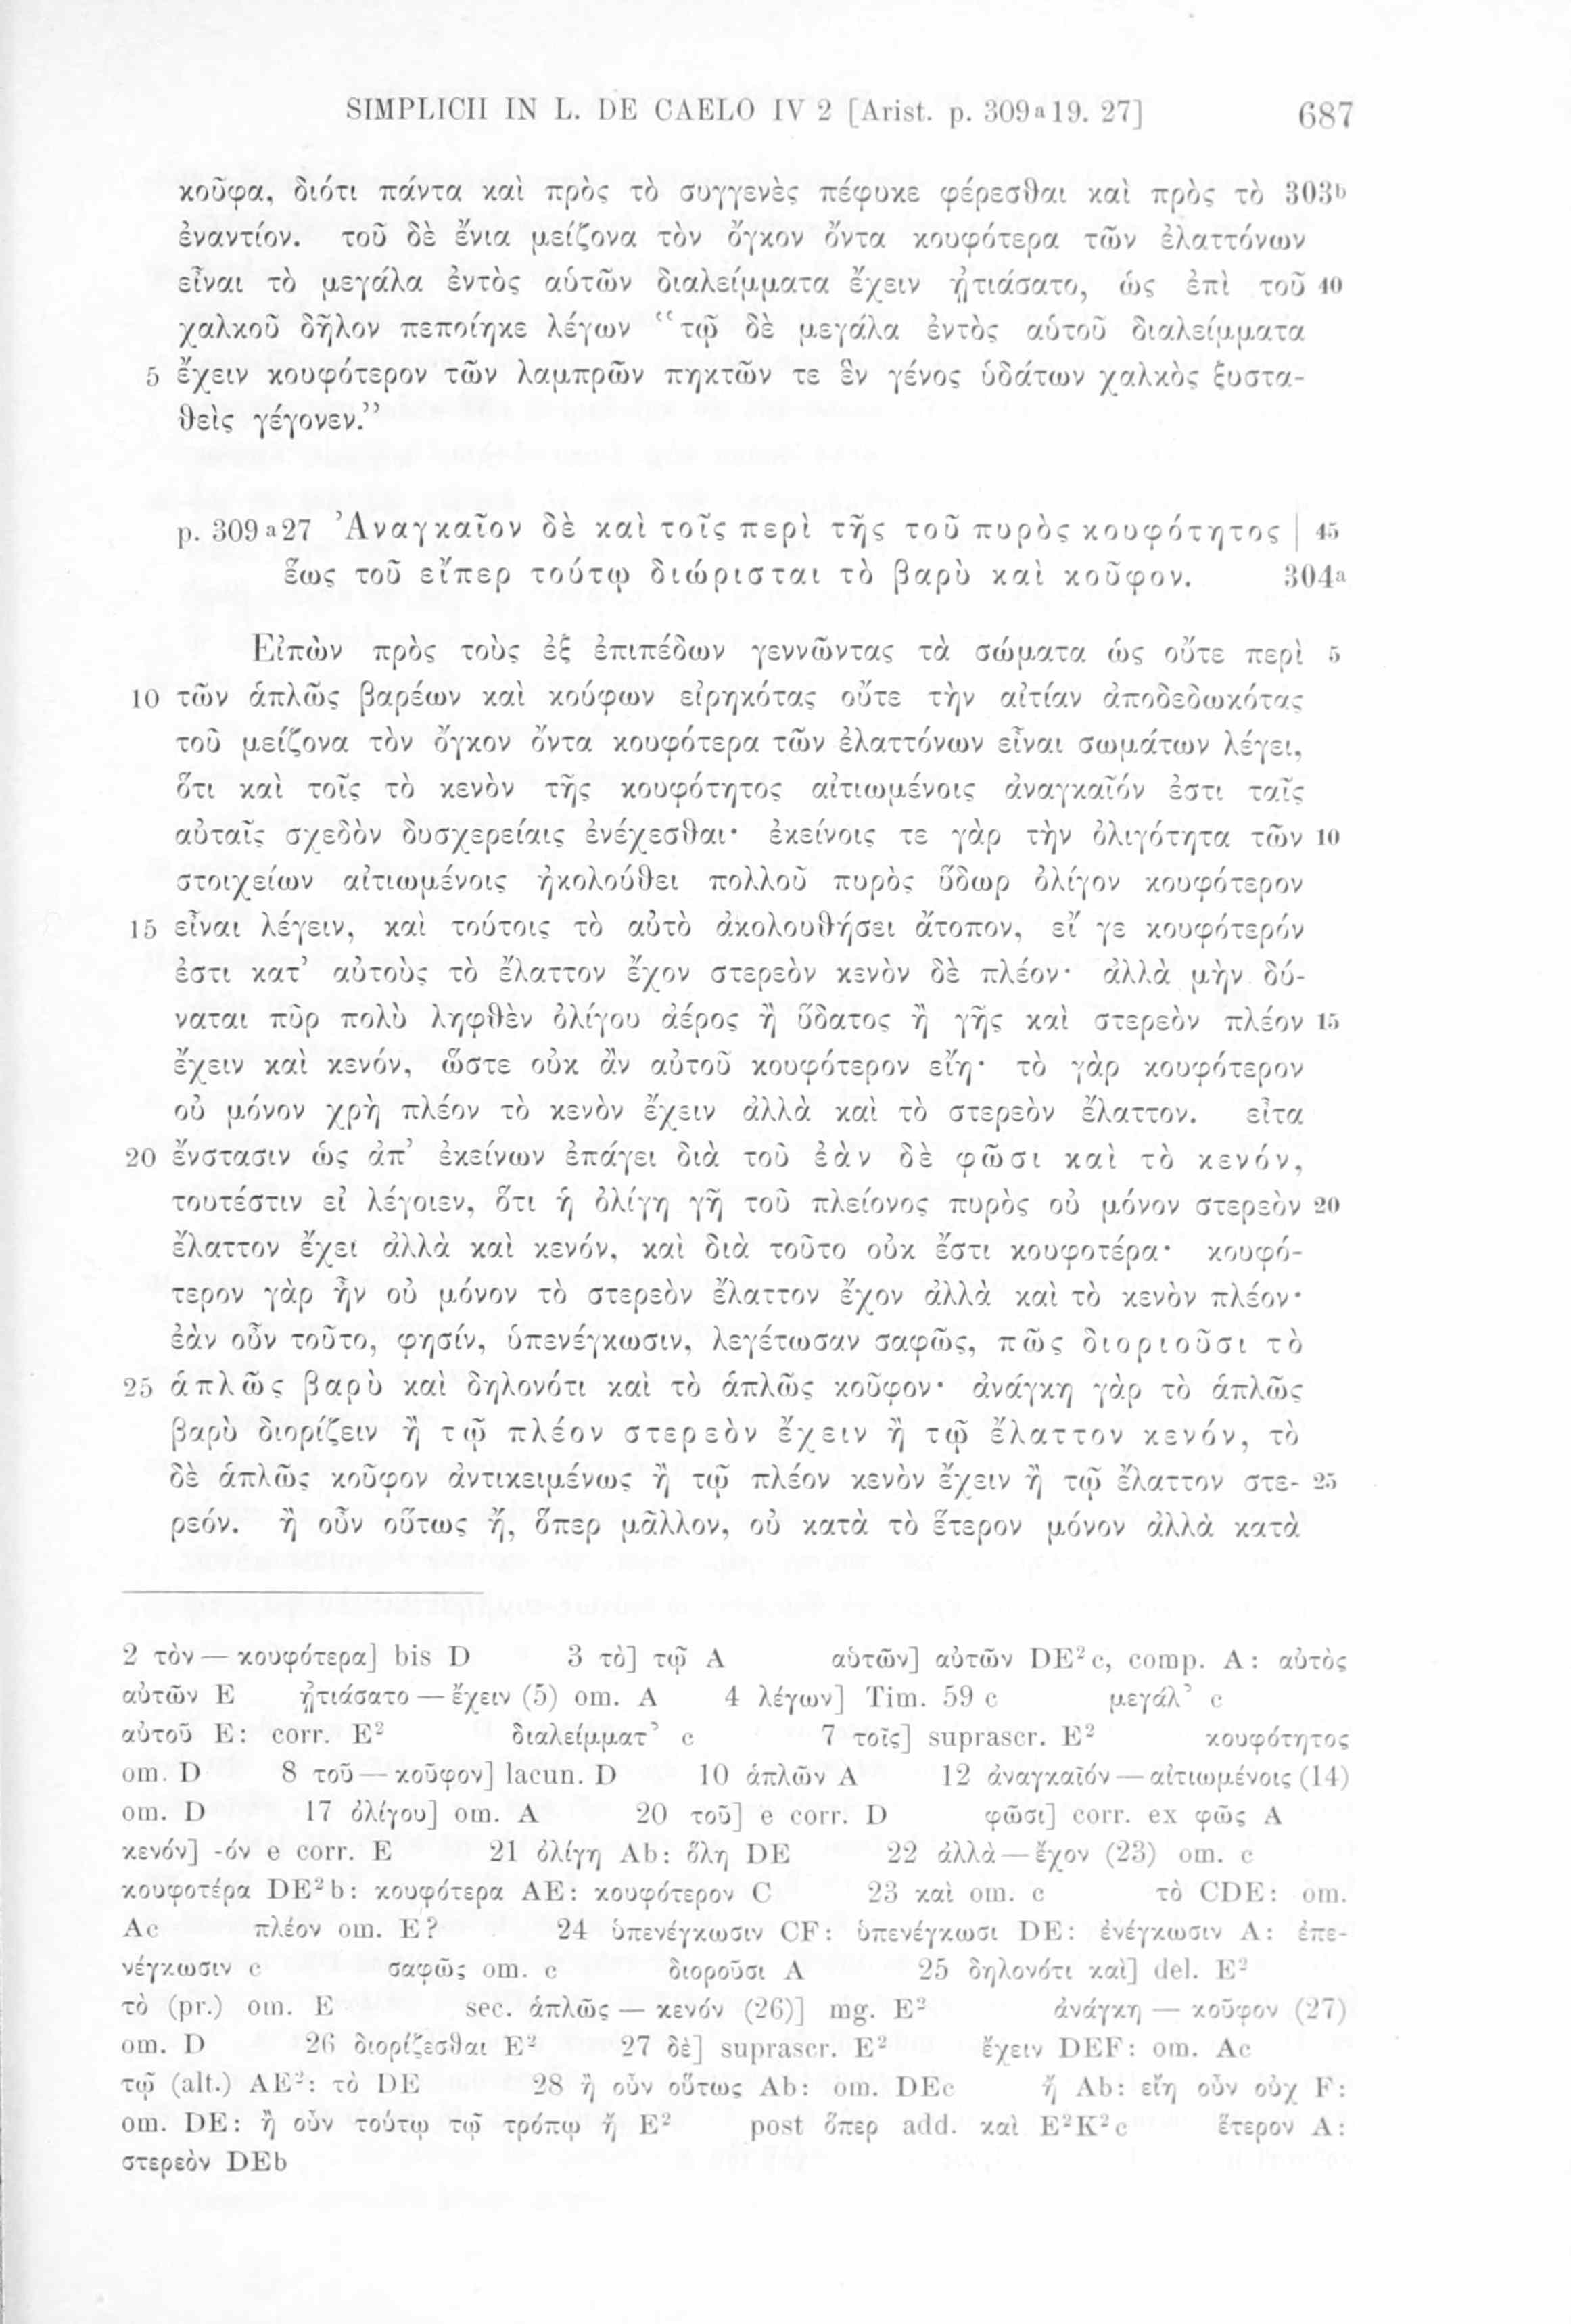 SIMPLICII IN L. DE CAELO IV 2 [Arist. p. 309ª19. 27] 687
κοῦφα, διότι πάντα καὶ πρὸς τὸ συγγενὲς πέφυκε φέρεσθαι καὶ πρὸς τὸ 303ᵇ
ἐναντίον. τοῦ δὲ ἔνια μείζονα τὸν ὄγκον ὄντα κουφότερα τῶν ἐλαττόνων
εἶναι τὸ μεγάλα ἐντὸς αὑτῶν διαλείμματα ἔχειν ᾐτιάσατο, ὡς ἐπὶ τοῦ 40
χαλκοῦ δῆλον πεποίηκε λέγων “τῷ δὲ μεγάλα ἐντὸς αὑτοῦ διαλείμματα
5 ἔχειν κουφότερον τῶν λαμπρῶν πηκτῶν τε ἓν γένος ὑδάτων χαλκὸς ξυστα-
θεὶς γέγονεν.”
p. 309ª27 Ἀναγκαῖον δὲ καὶ τοῖς περὶ τῆς τοῦ πυρὸς κουφότητος | 45
ἕως τοῦ εἴπερ τούτῳ διώρισται τὸ βαρὺ καὶ κοῦφον. 304ª
Εἰπὼν πρὸς τοὺς ἐξ ἐπιπέδων γεννῶντας τὰ σώματα ὡς οὔτε περὶ 5
10 τῶν ἁπλῶς βαρέων καὶ κούφων εἰρηκότας οὔτε τὴν αἰτίαν ἀποδεδωκότας
τοῦ μείζονα τὸν ὄγκον ὄντα κουφότερα τῶν ἐλαττόνων εἶναι σωμάτων λέγει,
ὅτι καὶ τοῖς τὸ κενὸν τῆς κουφότητος αἰτιωμένοις ἀναγκαῖόν ἐστι ταῖς
αὐταῖς σχεδὸν δυσχερείαις ἐνέχεσθαι· ἐκείνοις τε γὰρ τὴν ὀλιγότητα τῶν 10
στοιχείων αἰτιωμένοις ἠκολούθει πολλοῦ πυρὸς ὕδωρ ὀλίγον κουφότερον
15 εἶναι λέγειν, καὶ τούτοις τὸ αὐτὸ ἀκολουθήσει ἄτοπον, εἴ γε κουφότερόν
ἐστι κατ’ αὐτοὺς τὸ ἔλαττον ἔχον στερεὸν κενὸν δὲ πλέον· ἀλλὰ μὴν δύ-
ναται πῦρ πολὺ ληφθὲν ὀλίγου ἀέρος ἢ ὕδατος ἢ γῆς καὶ στερεὸν πλέον 15
ἔχειν καὶ κενόν, ὥστε οὐκ ἂν αὐτοῦ κουφότερον εἴη· τὸ γὰρ κουφότερον
οὐ μόνον χρὴ πλέον τὸ κενὸν ἔχειν ἀλλὰ καὶ τὸ στερεὸν ἔλαττον. εἶτα
20 ἔνστασιν ὡς ἀπ’ ἐκείνων ἐπάγει διὰ τοῦ ἐὰν δὲ φῶσι καὶ τὸ κενόν,
τουτέστιν εἰ λέγοιεν, ὅτι ἡ ὀλίγη γῆ τοῦ πλείονος πυρὸς οὐ μόνον στερεὸν 20
ἔλαττον ἔχει ἀλλὰ καὶ κενόν, καὶ διὰ τοῦτο οὐκ ἔστι κουφοτέρα· κουφό-
τερον γὰρ ἦν οὐ μόνον τὸ στερεὸν ἔλαττον ἔχον ἀλλὰ καὶ τὸ κενὸν πλέον·
ἐὰν οὖν τοῦτο, φησίν, ὑπενέγκωσιν, λεγέτωσαν σαφῶς, πῶς διοριοῦσι τὸ
25 ἁπλῶς βαρὺ καὶ δηλονότι καὶ τὸ ἁπλῶς κοῦφον· ἀνάγκη γὰρ τὸ ἁπλῶς
βαρὺ διορίζειν ἢ τῷ πλέον στερεὸν ἔχειν ἢ τῷ ἔλαττον κενόν, τὸ
δὲ ἁπλῶς κοῦφον ἀντικειμένως ἢ τῷ πλέον κενὸν ἔχειν ἢ τῷ ἔλαττον στε- 25
ρεόν. ἢ οὖν οὕτως ἤ, ὅπερ μᾶλλον, οὐ κατὰ τὸ ἕτερον μόνον ἀλλὰ κατὰ
2 τὸν — κουφότερα] bis D 3 τὸ] τῷ A αὑτῶν] αὐτῶν DE²c, comp. A: αὐτὸς
αὐτῶν E ᾐτιάσατο — ἔχειν (5) om. A 4 λέγων] Tim. 59 c μεγάλ’ c
αὐτοῦ E: corr. E² διαλείμματ’ c 7 τοῖς] suprascr. E² κουφότητος
om. D 8 τοῦ — κοῦφον] lacun. D 10 ἁπλῶν A 12 ἀναγκαῖόν — αἰτιωμένοις (14)
om. D 17 ὀλίγου] om. A 20 τοῦ] e corr. D φῶσι] corr. ex φῶς A
κενόν] -όν e corr. E 21 ὀλίγη Ab: ὅλη DE 22 ἀλλὰ — ἔχον (23) om. c
κουφοτέρα DE²b: κουφότερα AE: κουφότερον C 23 καὶ om. c τὸ CDE: om.
Ac πλέον om. E? 24 ὑπενέγκωσιν CF: ὑπενέγκωσι DE: ἐνέγκωσιν A: ἐπε-
νέγκωσιν c σαφῶς om. c διοροῦσι A 25 δηλονότι καὶ] del. E²
τὸ (pr.) om. E sec. ἁπλῶς — κενόν (26)] mg. E² ἀνάγκη — κοῦφον (27)
om. D 26 διορίζεσθαι E² 27 δὲ] suprascr. E² ἔχειν DEF: om. Ac
τῷ (alt.) AE²: τὸ DE 28 ἢ οὖν οὕτως Ab: om. DEc ἤ Ab: εἴη οὖν οὐχ F:
om. DE: ἢ οὖν τούτῳ τῷ τρόπῳ ἤ E² post ὅπερ add. καὶ E²K²c ἕτερον A:
στερεὸν DEb